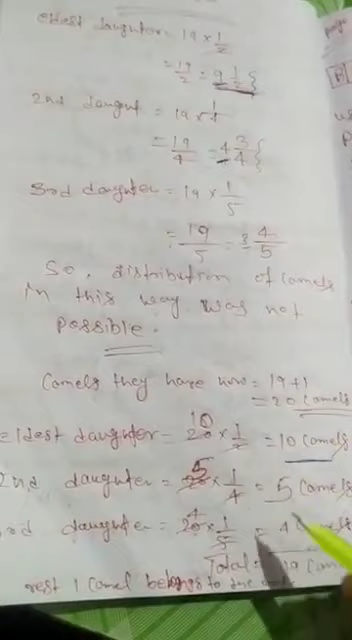 Eldest daughter = 19 × 1/2
= 19/2 = 9 1/2 }
2nd daught = 19 × 1/4
= 19/4 = 4 3/4 }
3rd daughter = 19 × 1/5
= 19/5 = 3 4/5
So, distribution of camels
in this way was not
possible.
Camels they have now = 19 + 1
= 20 camels
Eldest daughter = 20 10 × 1/2 = 10 camels
2nd daughter = 20 5 × 1/4 = 5 camels
3rd daughter = 20 4 × 1/5 = 4 Camels
Total = 19 Cam
rest 1 camel belongs to the